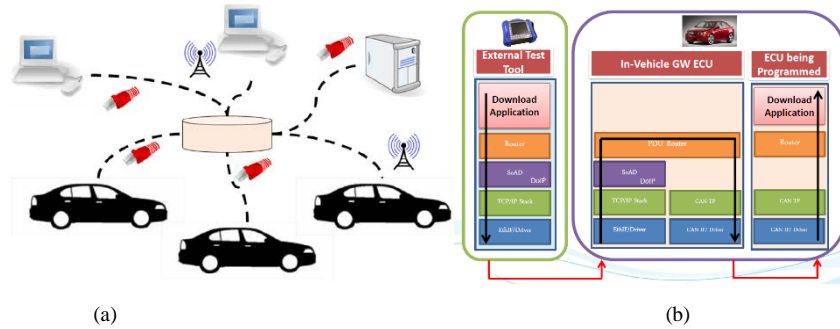 External Test
Tool
Download
Application
Router
SoAD
DoIP
TCP/IP Stack
EthIF/Driver
In-Vehicle GW ECU
PDU Router
SoAD
DoIP
TCP/IP Stack
EthIF/Driver
CAN TP
CAN IF/ Driver
ECU being
Programmed
Download
Application
Router
CAN TP
CAN IF/ Driver
(a)
(b)